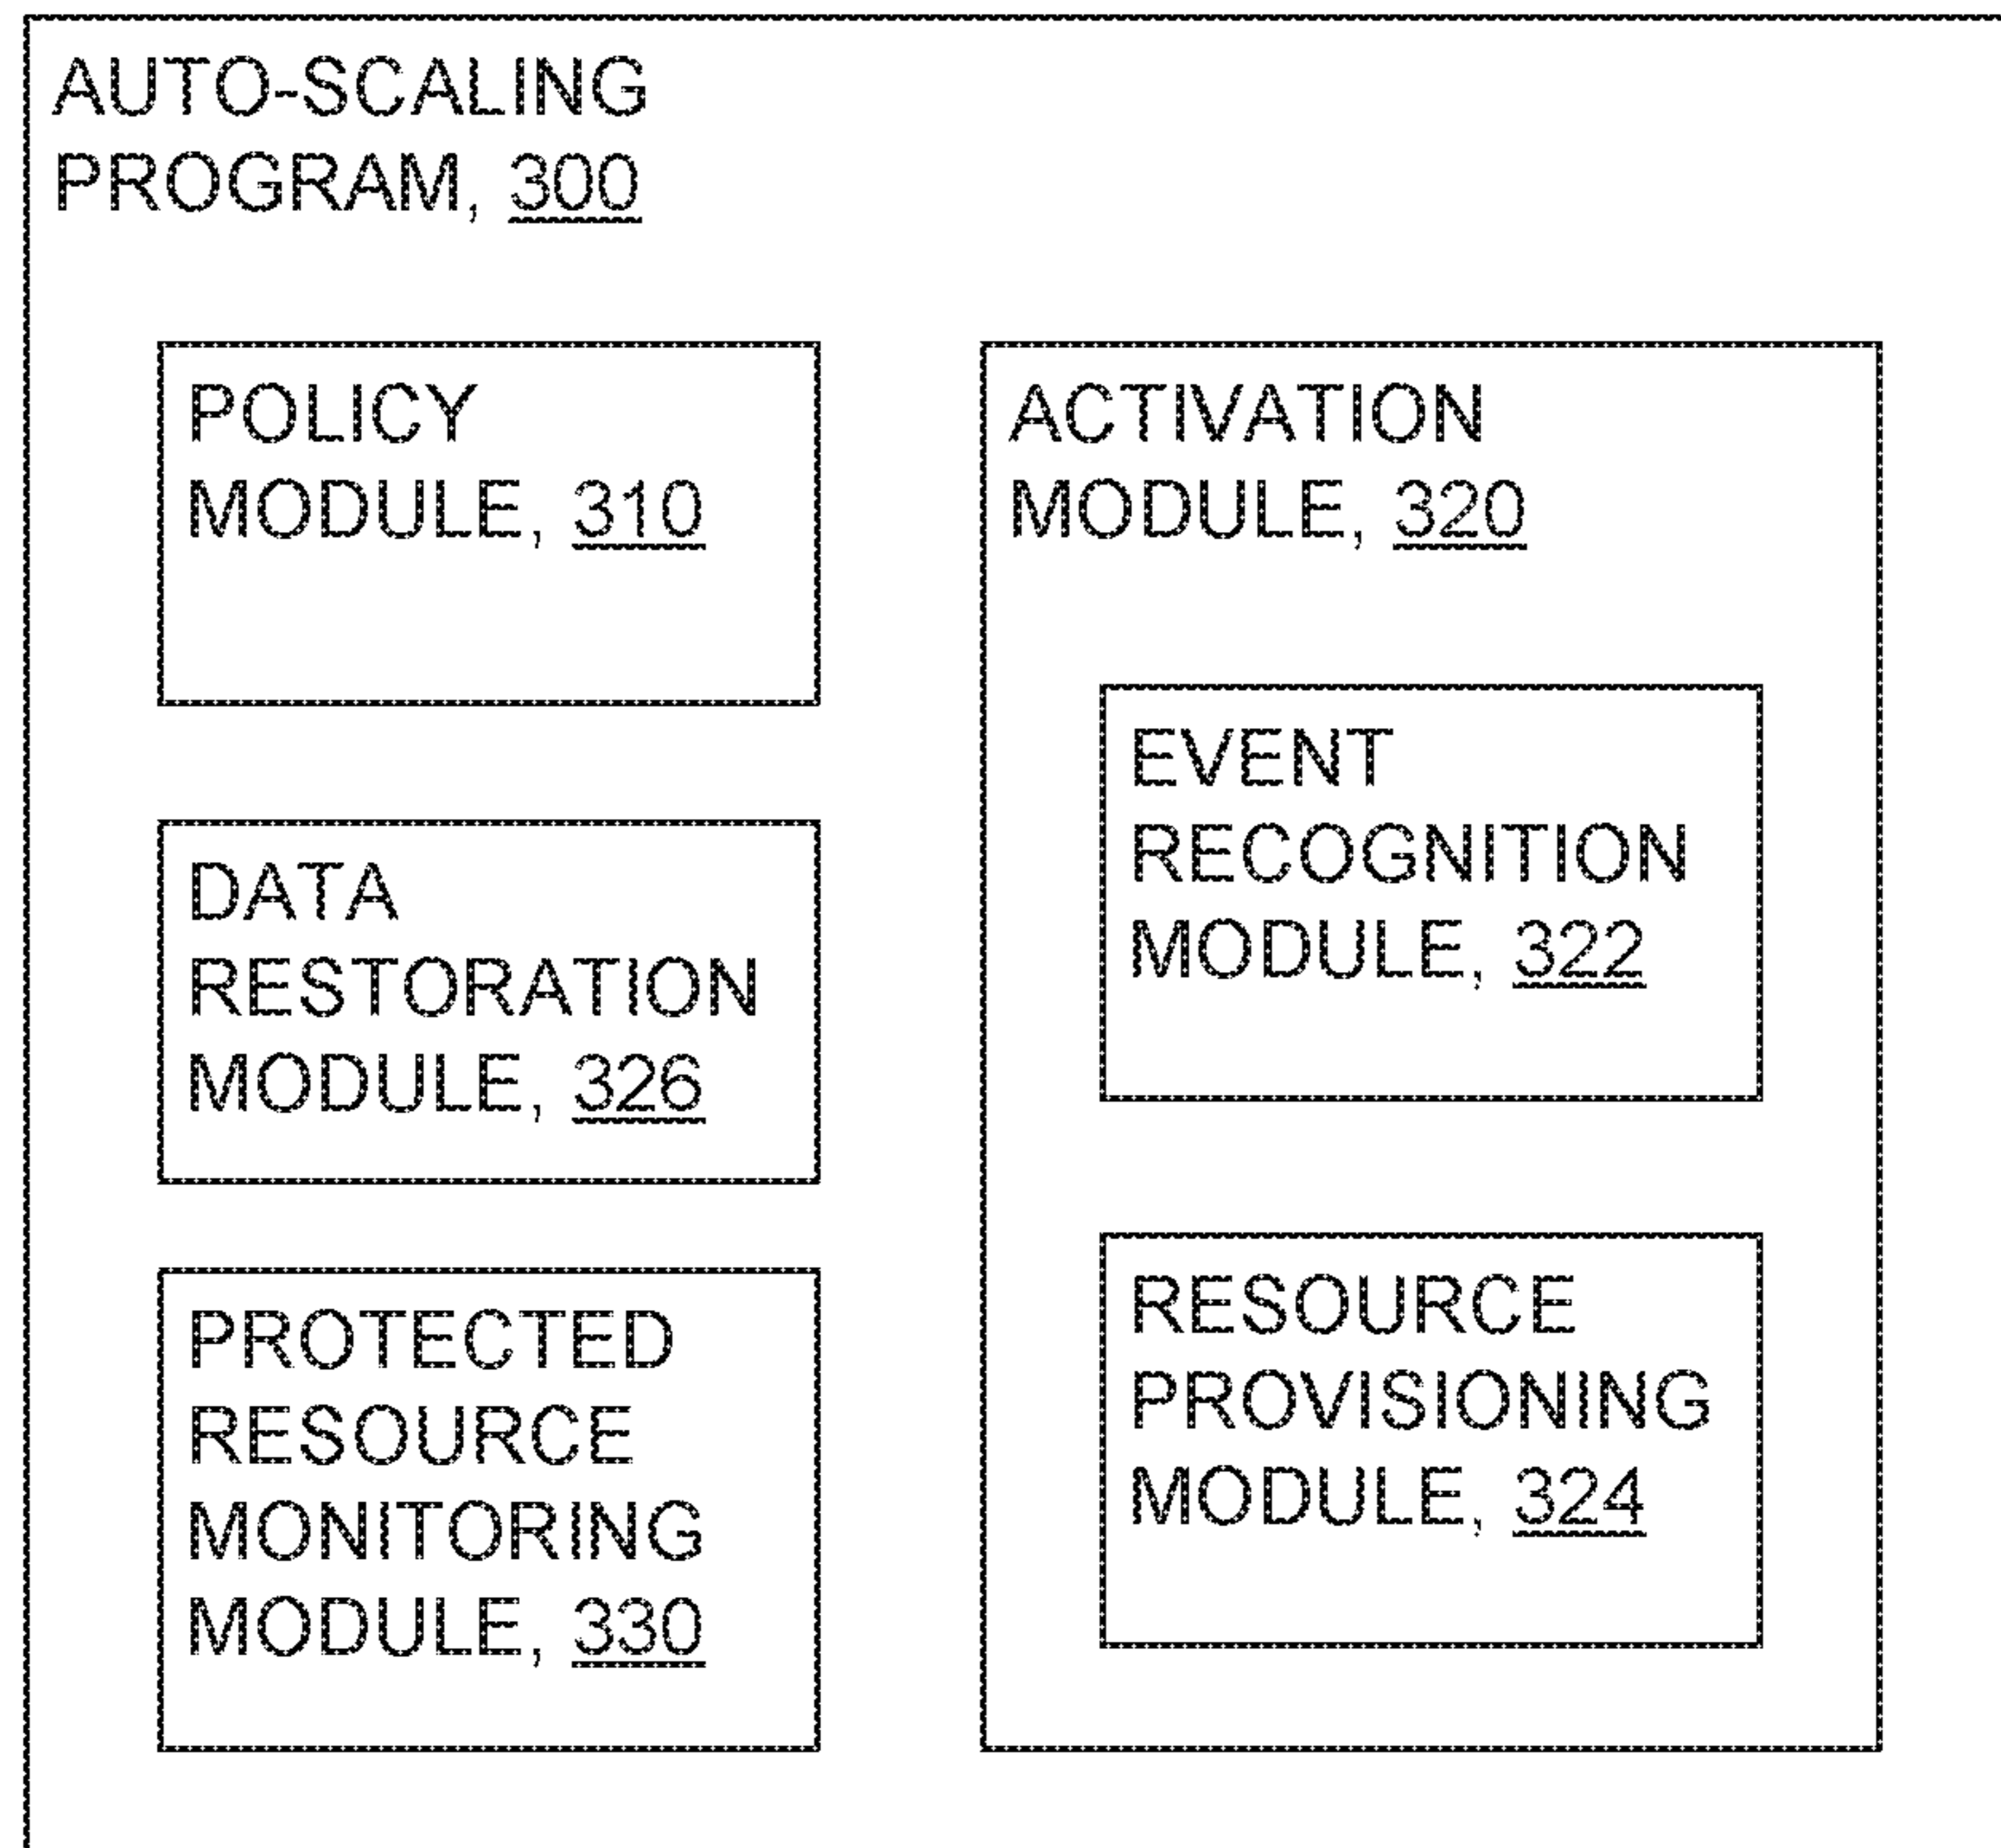 AUTO-SCALING
PROGRAM, 300
POLICY
MODULE, 310
DATA
RESTORATION
MODULE, 326
PROTECTED
RESOURCE
MONITORING
MODULE, 330
ACTIVATION
MODULE, 320
EVENT
RECOGNITION
MODULE, 322
RESOURCE
PROVISIONING
MODULE, 324